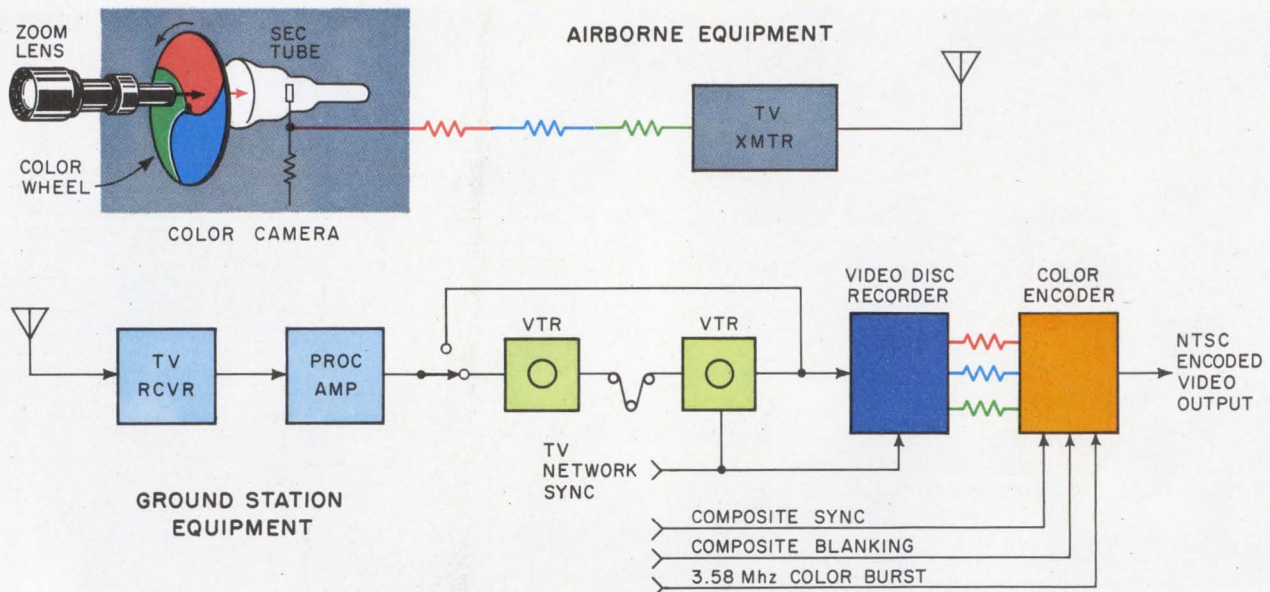 ZOOM
LENS
SEC
TUBE
COLOR
WHEEL
COLOR CAMERA
AIRBORNE EQUIPMENT
TV
XMTR
TV
RCVR
PROC
AMP
VTR
VTR
VIDEO DISC
RECORDER
COLOR
ENCODER
NTSC
ENCODED
VIDEO
OUTPUT
TV
NETWORK
SYNC
GROUND STATION
EQUIPMENT
COMPOSITE SYNC
COMPOSITE BLANKING
3.58 Mhz COLOR BURST